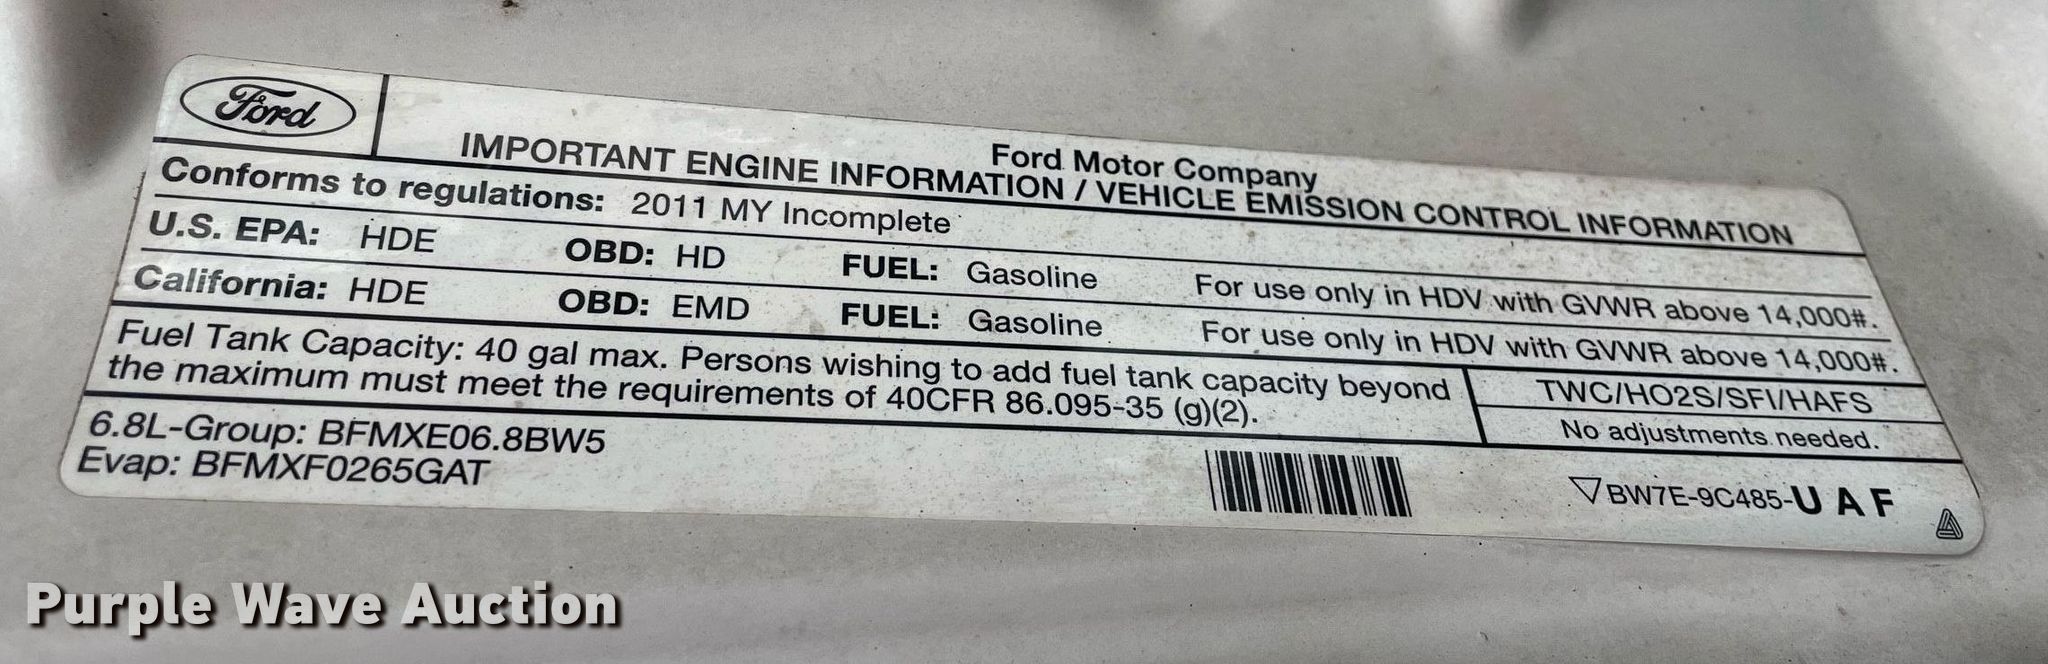 Ford
Ford Motor Company
IMPORTANT ENGINE INFORMATION / VEHICLE EMISSION CONTROL INFORMATION
Conforms to regulations: 2011 MY Incomplete
U.S. EPA: HDE OBD: HD FUEL: Gasoline For use only in HDV with GVWR above 14,000#.
California: HDE OBD: EMD FUEL: Gasoline For use only in HDV with GVWR above 14,000#.
Fuel Tank Capacity: 40 gal max. Persons wishing to add fuel tank capacity beyond
the maximum must meet the requirements of 40CFR 86.095-35 (g)(2).
TWC/HO2S/SFI/HAFS
No adjustments needed.
6.8L-Group: BFMXE06.8BW5
Evap: BFMXF0265GAT
BW7E-9C485-U A F
Purple Wave Auction